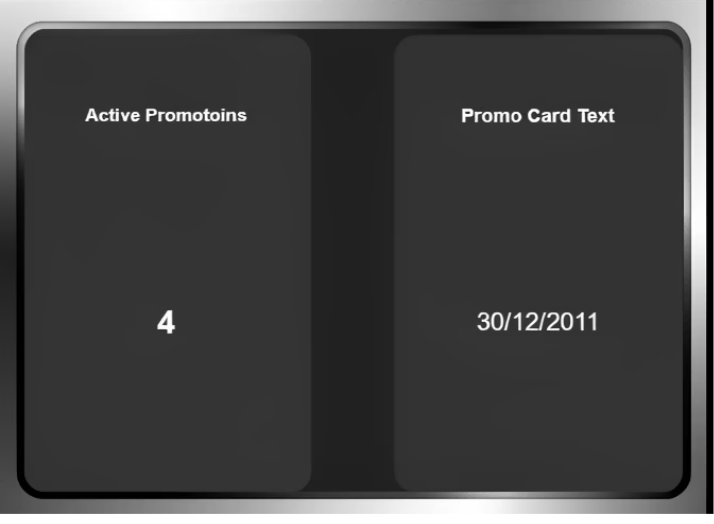 Active Promotoins
4
Promo Card Text
30/12/2011